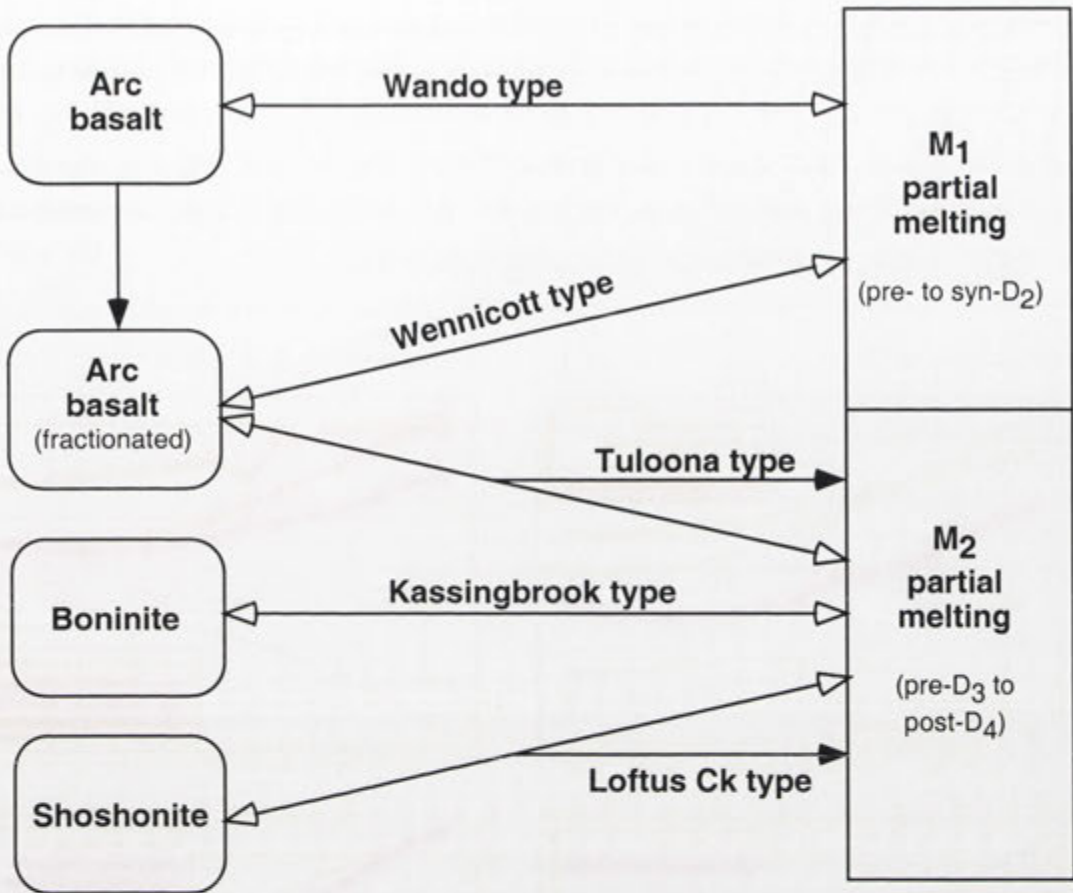 Arc
basalt
Wando type
M1
partial
melting
(pre- to syn-D2)
Wennicott type
Arc
basalt
(fractionated)
Tuloona type
M2
partial
melting
(pre-D3 to
post-D4)
Kassingbrook type
Boninite
Loftus Ck type
Shoshonite